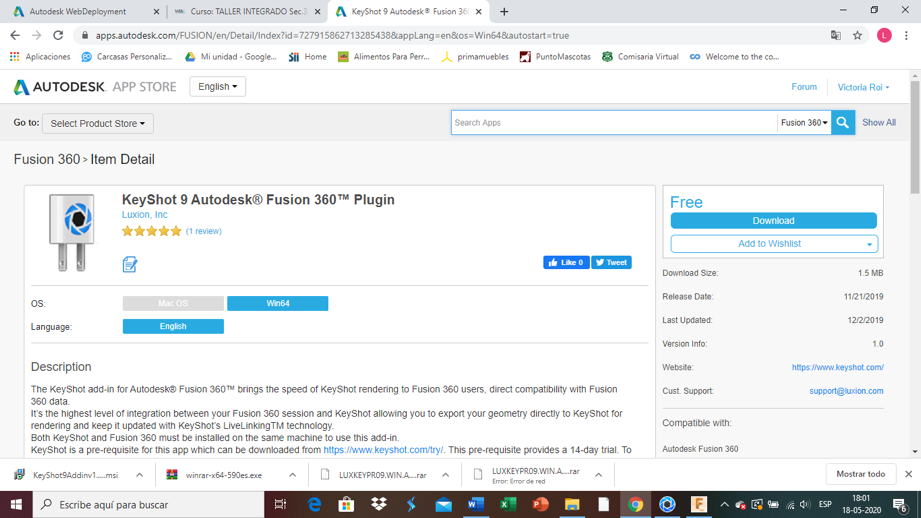 Autodesk WebDeployment
Curso: TALLER INTEGRADO Sec.3
KeyShot 9 Autodesk® Fusion 360
apps.autodesk.com/FUSION/en/Detail/Index?id=7279158627132854388&appLang=en&os=Win64&autostart=true
Aplicaciones
Carcasas Personaliz...
Mi unidad - Google...
Home
Alimentos Para Perr...
primamuebles
PuntoMascotas
Comisaria Virtual
Welcome to the co...
AUTODESK. APP STORE
English
Forum
Victoria Roi
Go to:
Select Product Store
Search Apps
Fusion 360
Show All
Fusion 360 > Item Detail
KeyShot 9 Autodesk® Fusion 360™ Plugin
Luxion, Inc
(1 review)
Like 0
Tweet
OS:
Mac OS
Win64
Language:
English
Description
The KeyShot add-in for Autodesk® Fusion 360™ brings the speed of KeyShot rendering to Fusion 360 users, direct compatibility with Fusion
360 data.
It's the highest level of integration between your Fusion 360 session and KeyShot allowing you to export your geometry directly to KeyShot for
rendering and keep it updated with KeyShot's LiveLinkingTM technology.
Both KeyShot and Fusion 360 must be installed on the same machine to use this add-in.
KeyShot is a pre-requisite for this app which can be downloaded from https://www.keyshot.com/try/. This pre-requisite provides a 14-day trial. To
Free
Download
Add to Wishlist
Download Size: 1.5 MB
Release Date: 11/21/2019
Last Updated: 12/2/2019
Version Info: 1.0
Website: https://www.keyshot.com/
Cust. Support: support@luxion.com
Compatible with:
Autodesk Fusion 360
KeyShot9Addinv1....msi
winrar-x64-590es.exe
LUXKEYPR09.WIN.A....rar
LUXKEYPR09.WIN.A....rar
Error: Error de red
Mostrar todo
Escribe aquí para buscar
ESP
18:01
18-05-2020
6